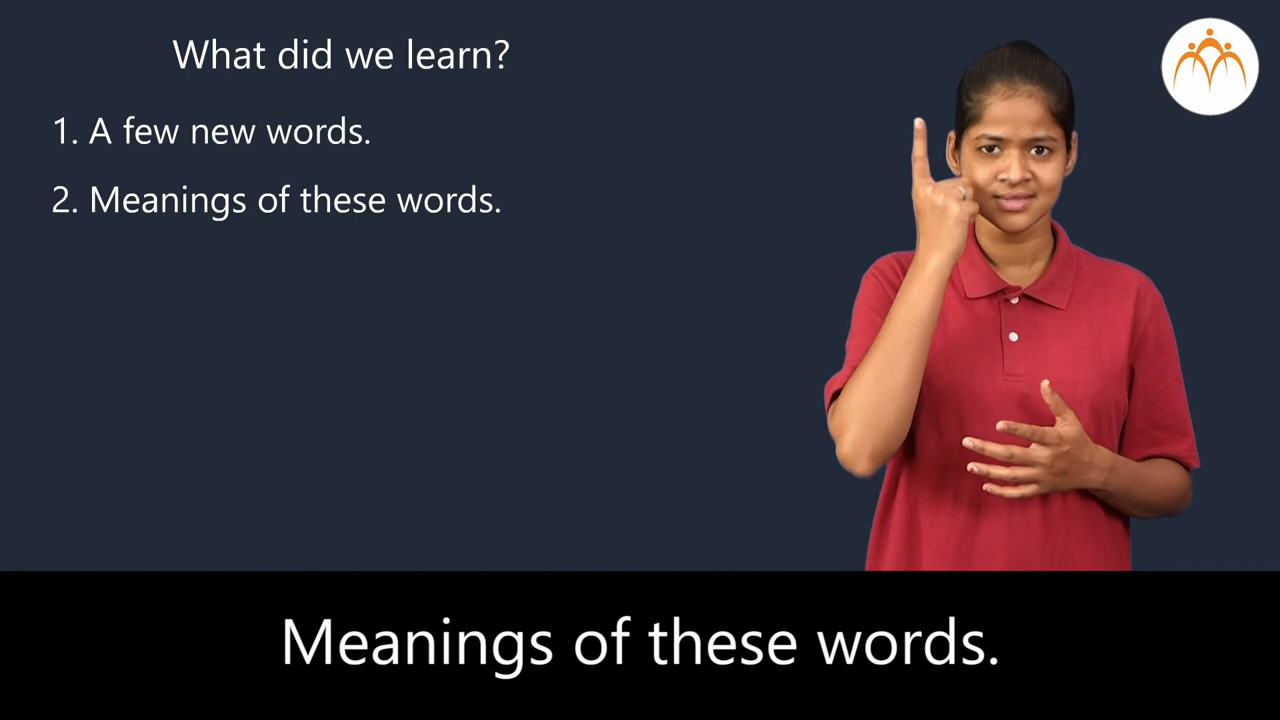 What did we learn?
1. A few new words.
2. Meanings of these words.
Meanings of these words.